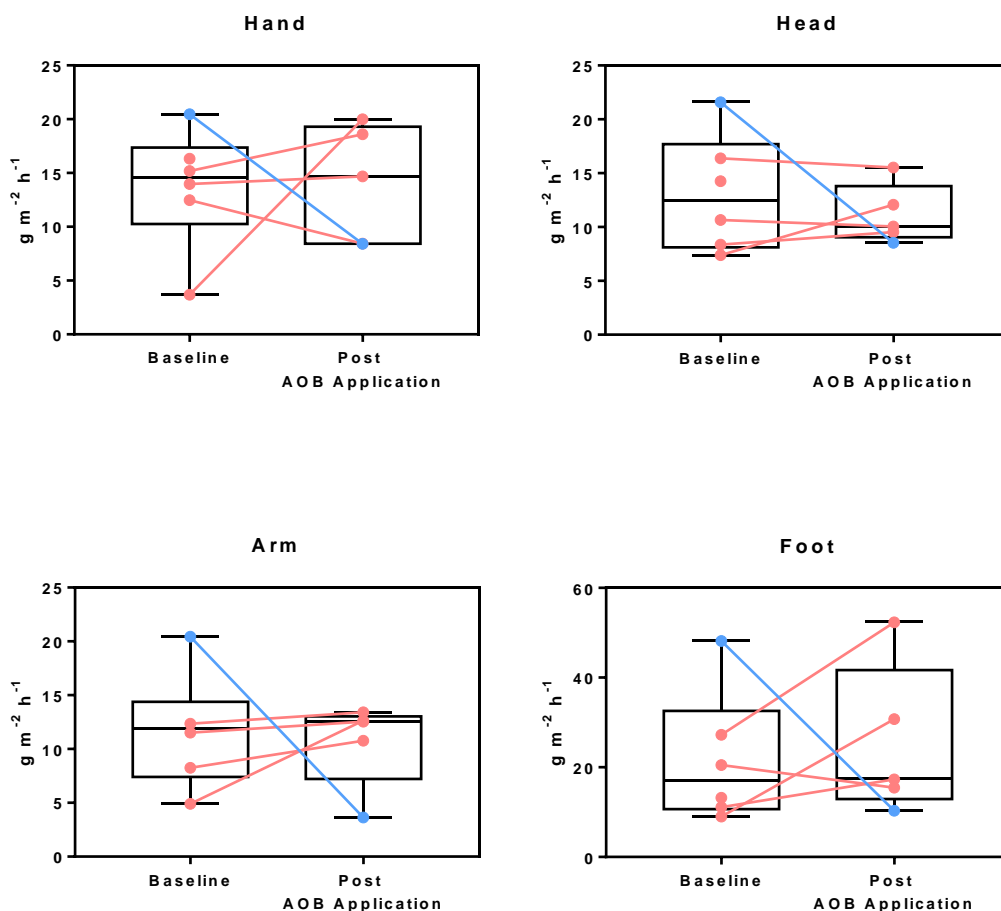 Hand
25
20
15
10
5
0
g m⁻² h⁻¹
Baseline
Post
AOB Application
Head
25
20
15
10
5
0
g m⁻² h⁻¹
Baseline
Post
AOB Application
Arm
25
20
15
10
5
0
g m⁻² h⁻¹
Baseline
Post
AOB Application
Foot
60
40
20
0
g m⁻² h⁻¹
Baseline
Post
AOB Application